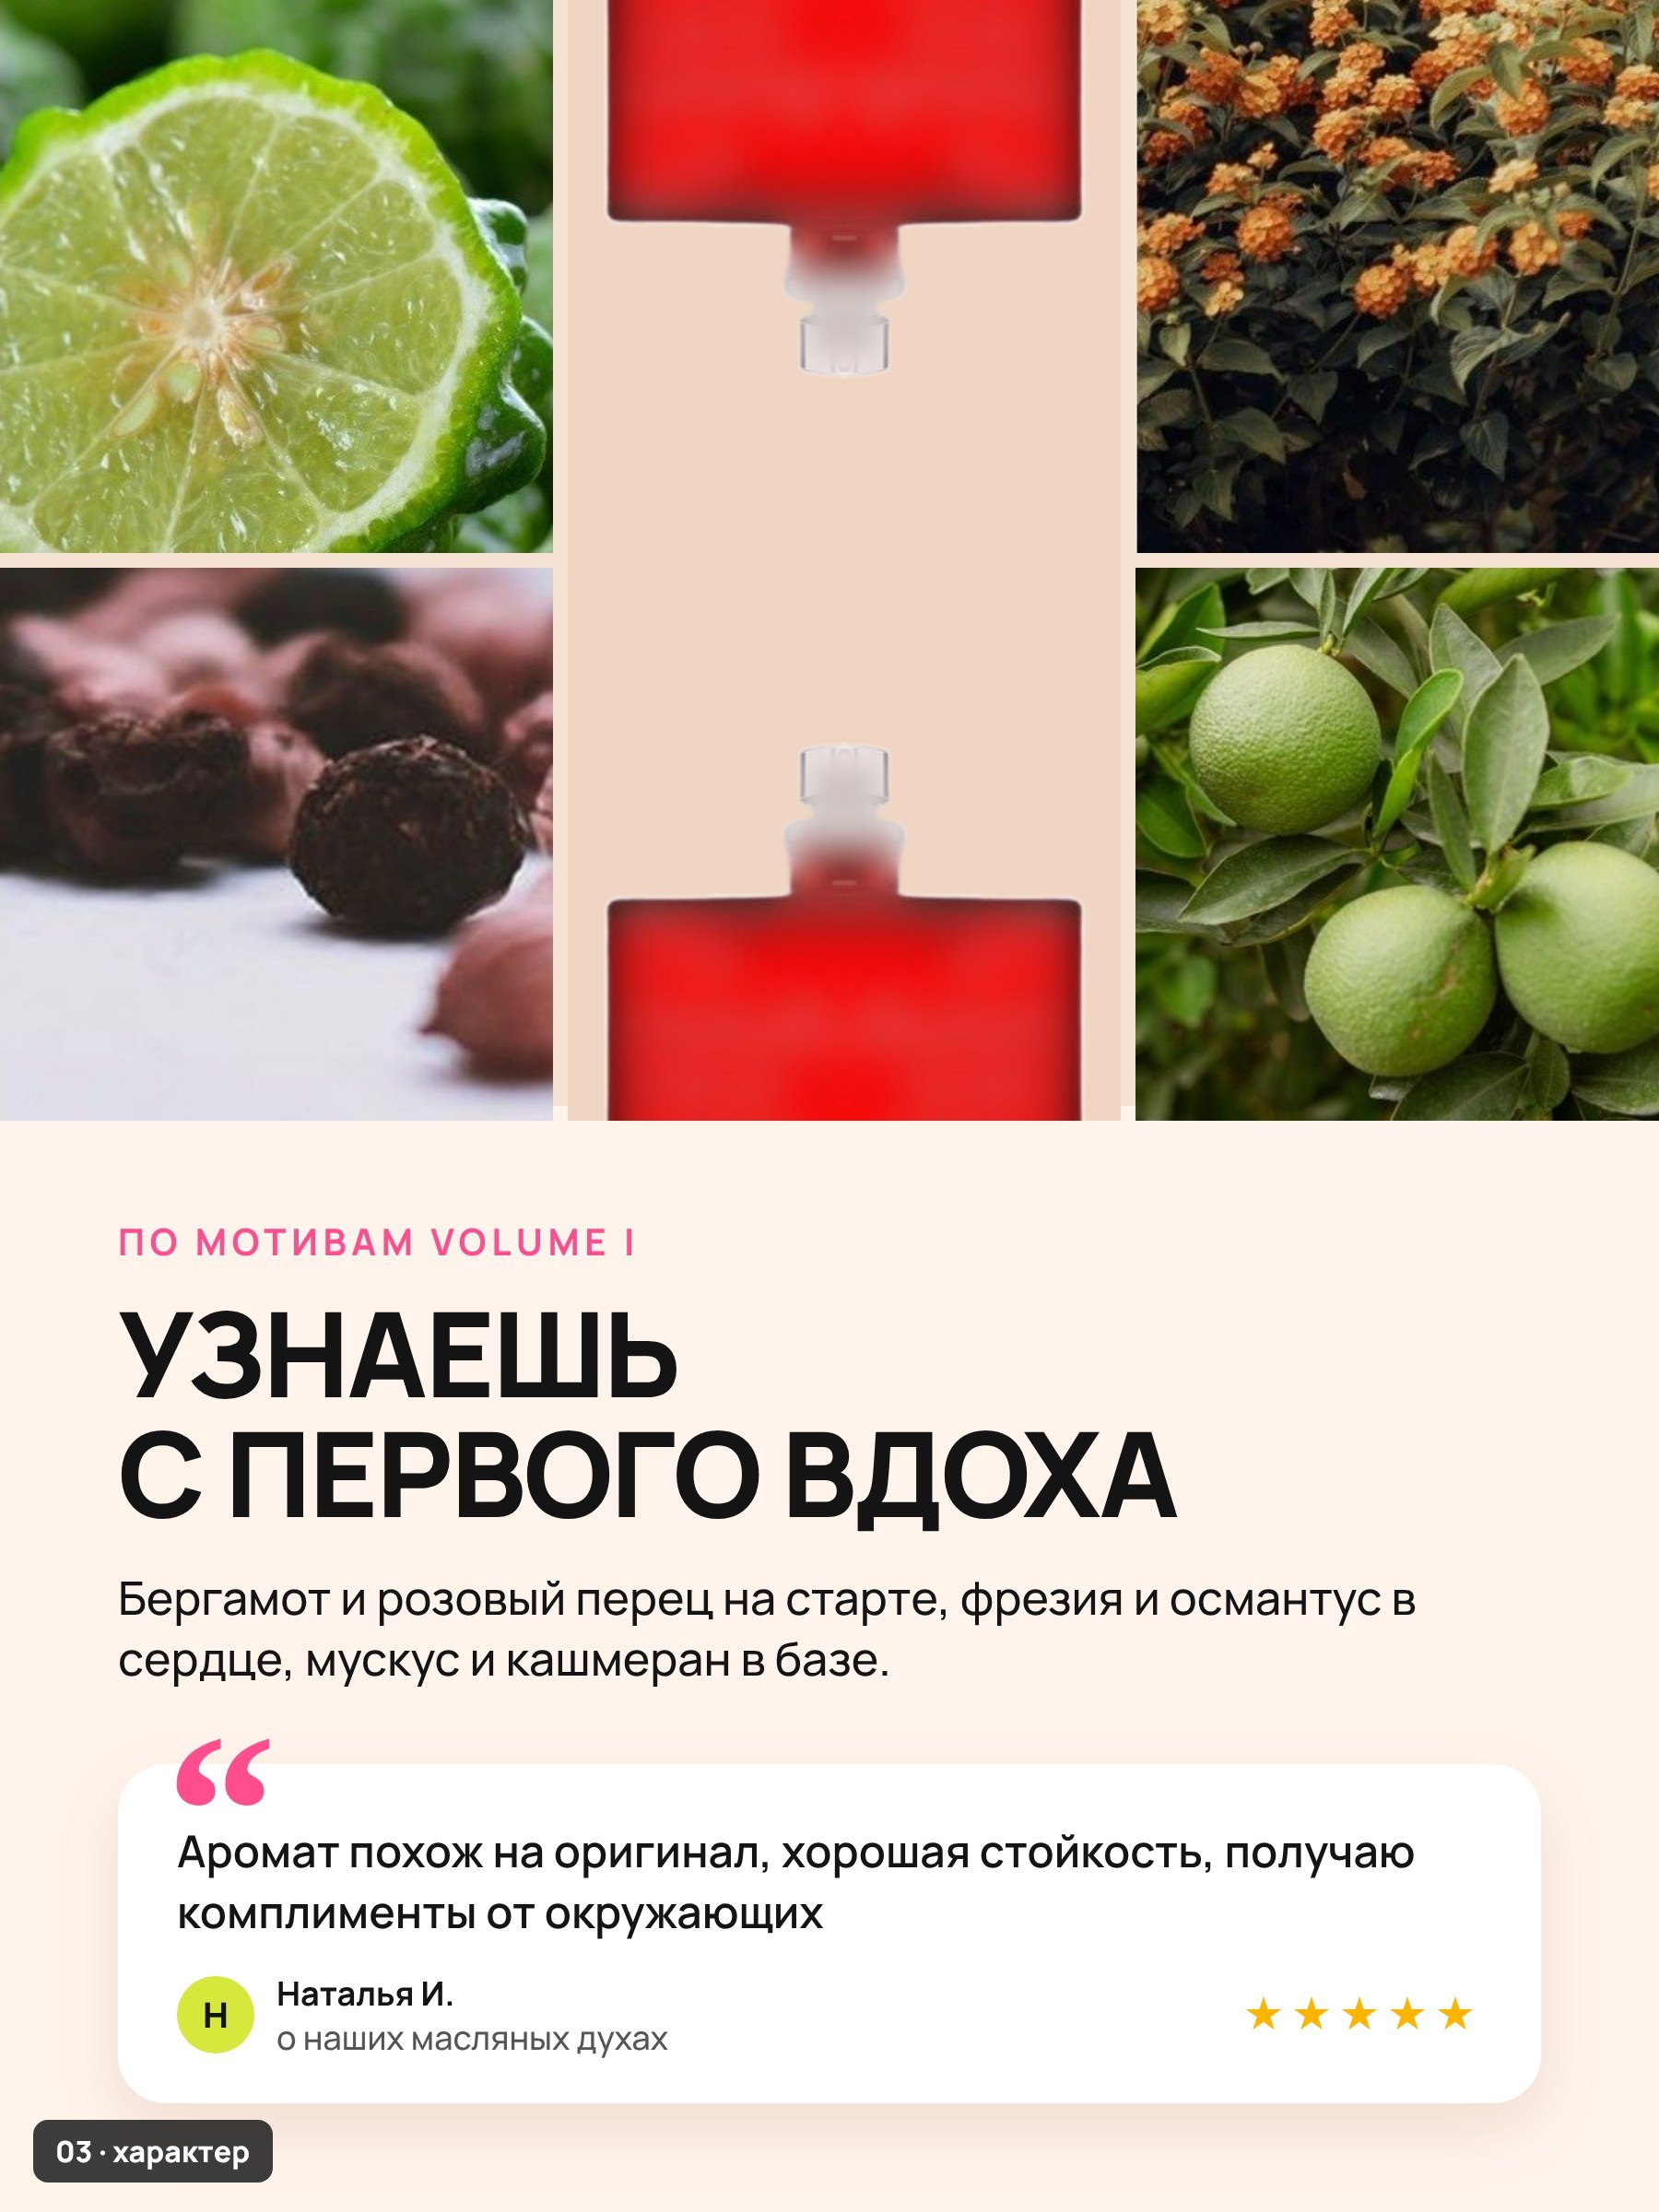 ПО МОТИВАМ VOLUME I
УЗНАЕШЬ
С ПЕРВОГО ВДОХА
Бергамот и розовый перец на старте, фрезия и османтус в
сердце, мускус и кашмеран в базе.
“
Аромат похож на оригинал, хорошая стойкость, получаю
комплименты от окружающих
Н
Наталья И.
о наших масляных духах
★★★★★
03 · характер